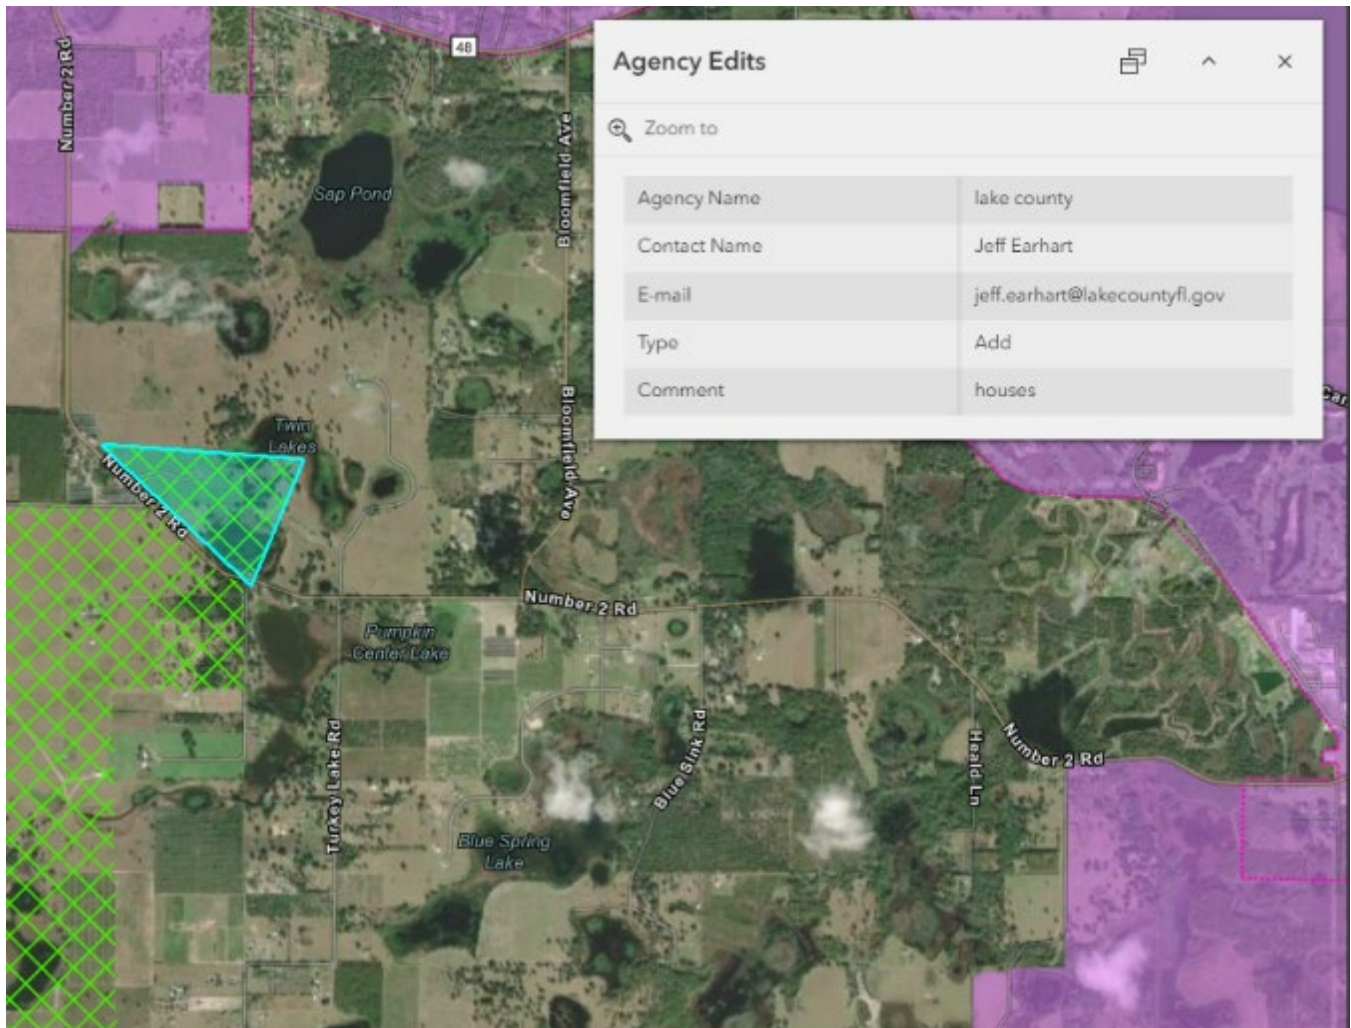 Number 2 Rd
48
Bloomfield Ave
Sap Pond
Agency Edits
Zoom to
Agency Name lake county
Contact Name Jeff Earhart
E-mail jeff.earhart@lakecountyfl.gov
Type Add
Comment houses
Car
Twin
Lakes
Bloomfield Ave
Number 2 Rd
Number 2 Rd
Pumpkin
Center Lake
Turkey Lake Rd
Blue Sink Rd
Heald Ln
Number 2 Rd
Blue Spring
Lake